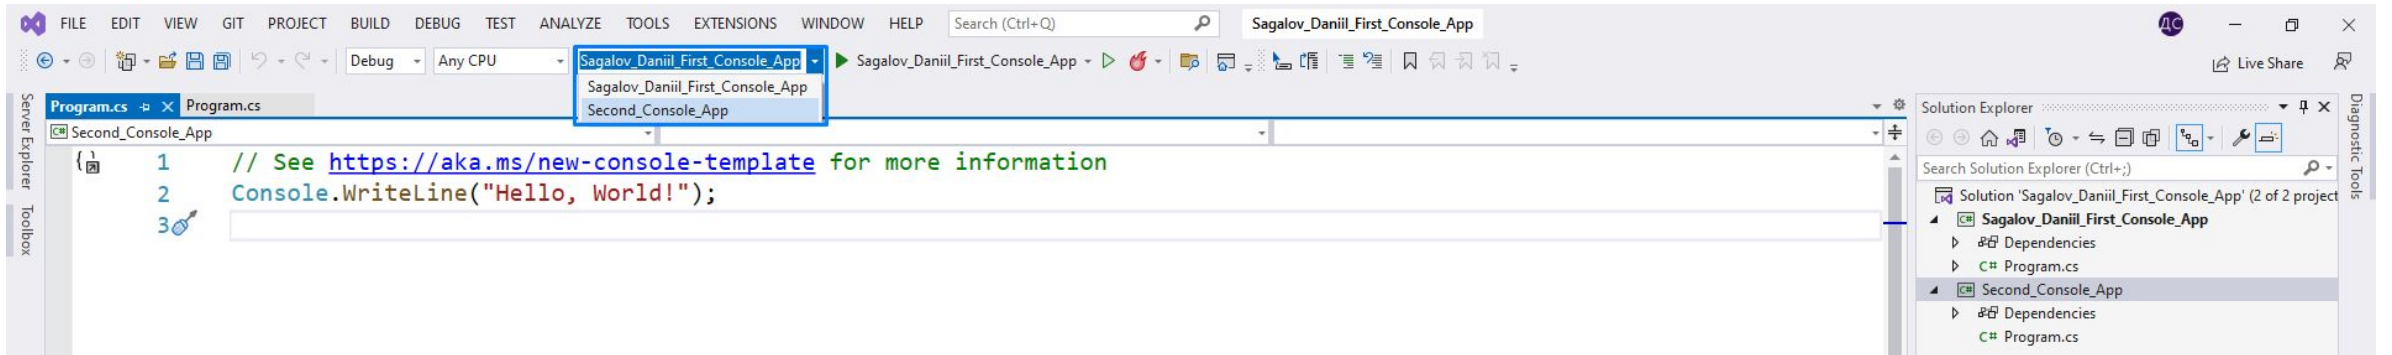 FILE EDIT VIEW GIT PROJECT BUILD DEBUG TEST ANALYZE TOOLS EXTENSIONS WINDOW HELP Search (Ctrl+Q) Sagalov_Daniil_First_Console_App ДС
Debug Any CPU Sagalov_Daniil_First_Console_App Sagalov_Daniil_First_Console_App Live Share
Sagalov_Daniil_First_Console_App
Second_Console_App
Server Explorer
Toolbox
Program.cs Program.cs
C# Second_Console_App
1 // See https://aka.ms/new-console-template for more information
2 Console.WriteLine("Hello, World!");
3
Solution Explorer
Search Solution Explorer (Ctrl+;)
Solution 'Sagalov_Daniil_First_Console_App' (2 of 2 project
C# Sagalov_Daniil_First_Console_App
Dependencies
C# Program.cs
C# Second_Console_App
Dependencies
C# Program.cs
Diagnostic Tools